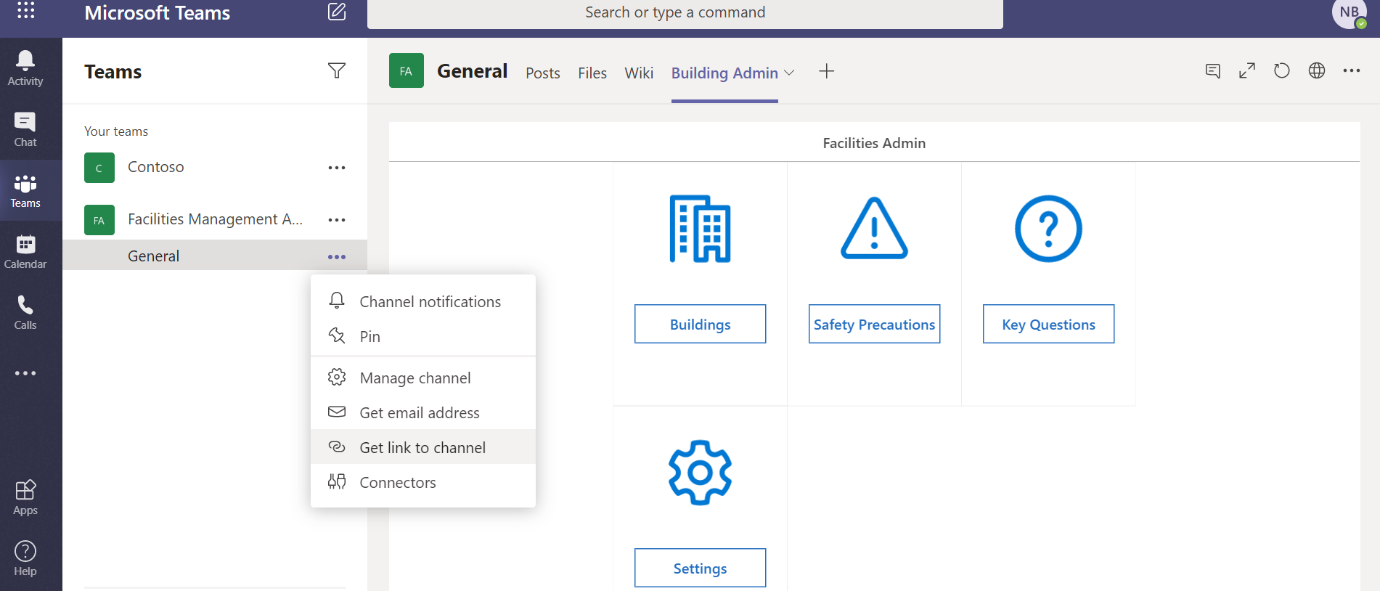 Microsoft Teams
Search or type a command
NB
Activity
Chat
Teams
Calendar
Calls
Apps
Help
Teams
Your teams
C
Contoso
FA
Facilities Management A...
General
Channel notifications
Pin
Manage channel
Get email address
Get link to channel
Connectors
FA
General
Posts
Files
Wiki
Building Admin
Facilities Admin
Buildings
Safety Precautions
Key Questions
Settings